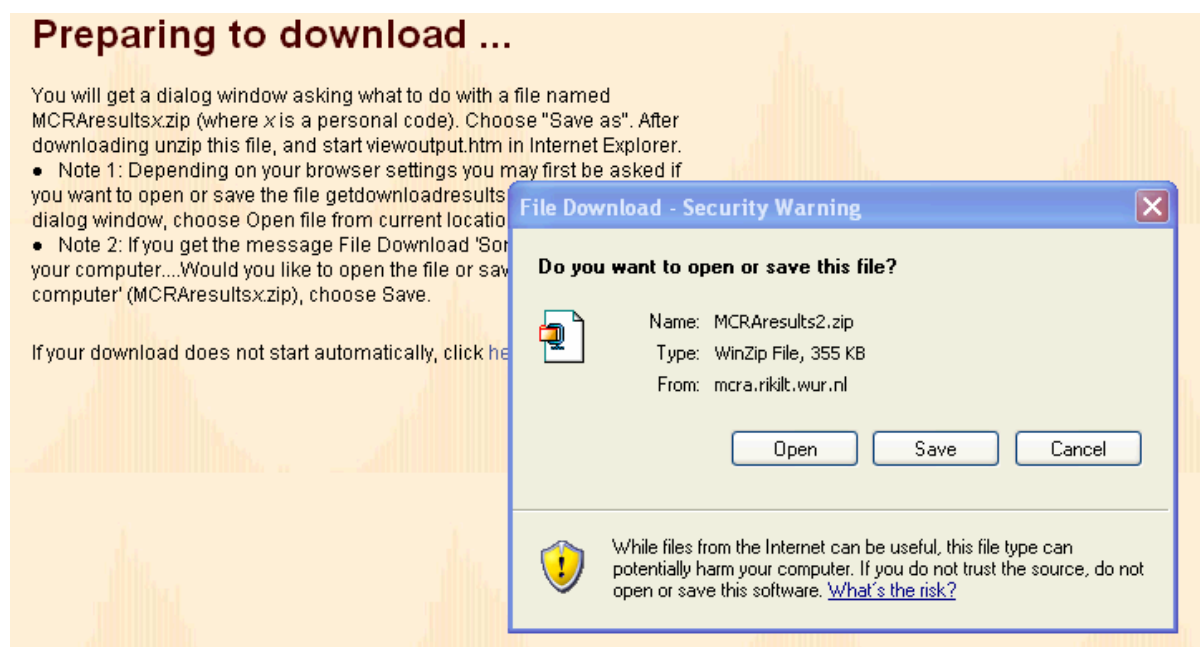 Preparing to download ...
You will get a dialog window asking what to do with a file named
MCRAresultsx.zip (where x is a personal code). Choose "Save as". After
downloading unzip this file, and start viewoutput.htm in Internet Explorer.
● Note 1: Depending on your browser settings you may first be asked if
you want to open or save the file getdownloadresults
dialog window, choose Open file from current locatio
● Note 2: If you get the message File Download 'Som
your computer....Would you like to open the file or sav
computer' (MCRAresultsx.zip), choose Save.
If your download does not start automatically, click he
File Download - Security Warning
Do you want to open or save this file?
Name: MCRAresults2.zip
Type: WinZip File, 355 KB
From: mcra.rikilt.wur.nl
Open Save Cancel
While files from the Internet can be useful, this file type can
potentially harm your computer. If you do not trust the source, do not
open or save this software. What's the risk?